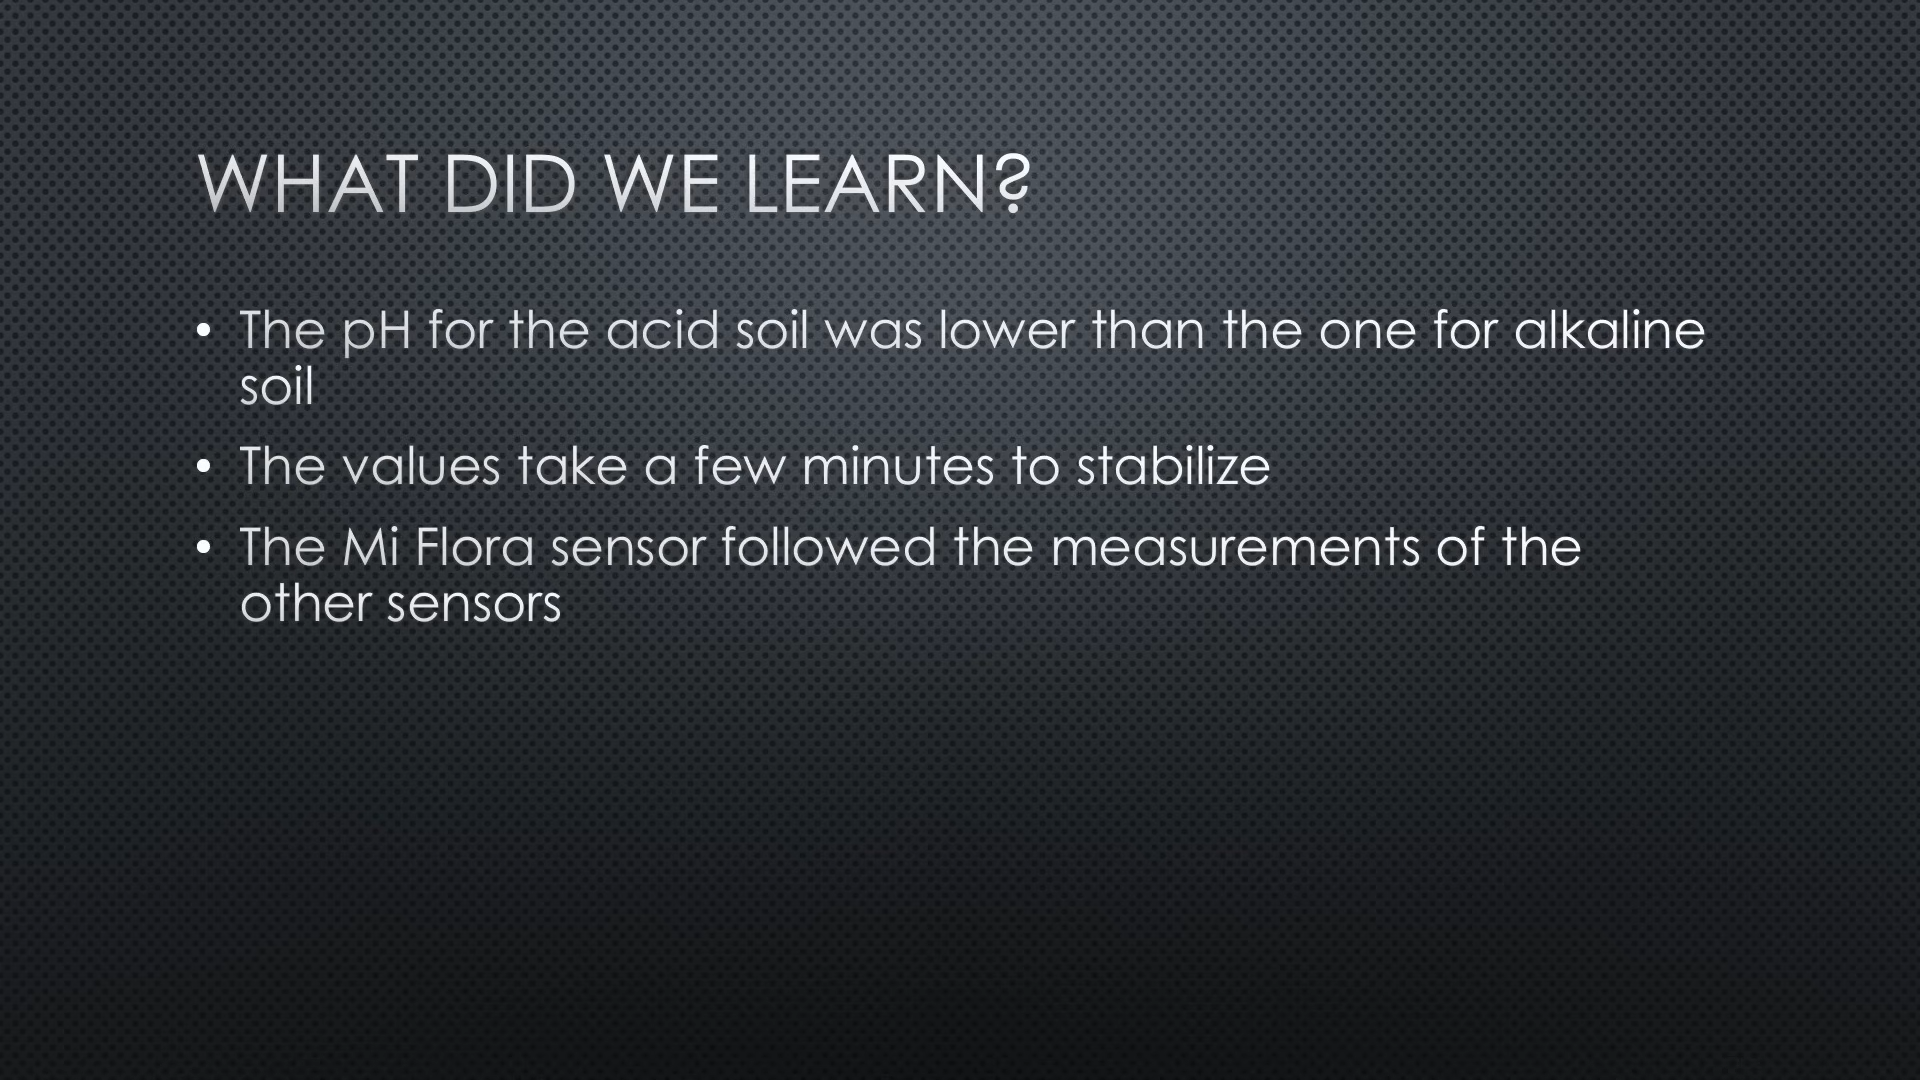 WHAT DID WE LEARN?
• The pH for the acid soil was lower than the one for alkaline
soil
• The values take a few minutes to stabilize
• The Mi Flora sensor followed the measurements of the
other sensors